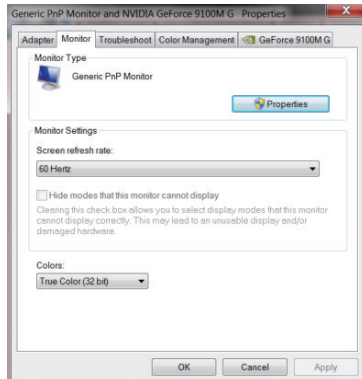 Generic PnP Monitor and NVIDIA GeForce 9100M G Properties
Adapter Monitor Troubleshoot Color Management GeForce 9100M G
Monitor Type
Generic PnP Monitor
Properties
Monitor Settings
Screen refresh rate:
60 Hertz
Hide modes that this monitor cannot display
Clearing this check box allows you to select display modes that this monitor
cannot display correctly. This may lead to an unusable display and/or
damaged hardware.
Colors:
True Color (32 bit)
OK Cancel Apply